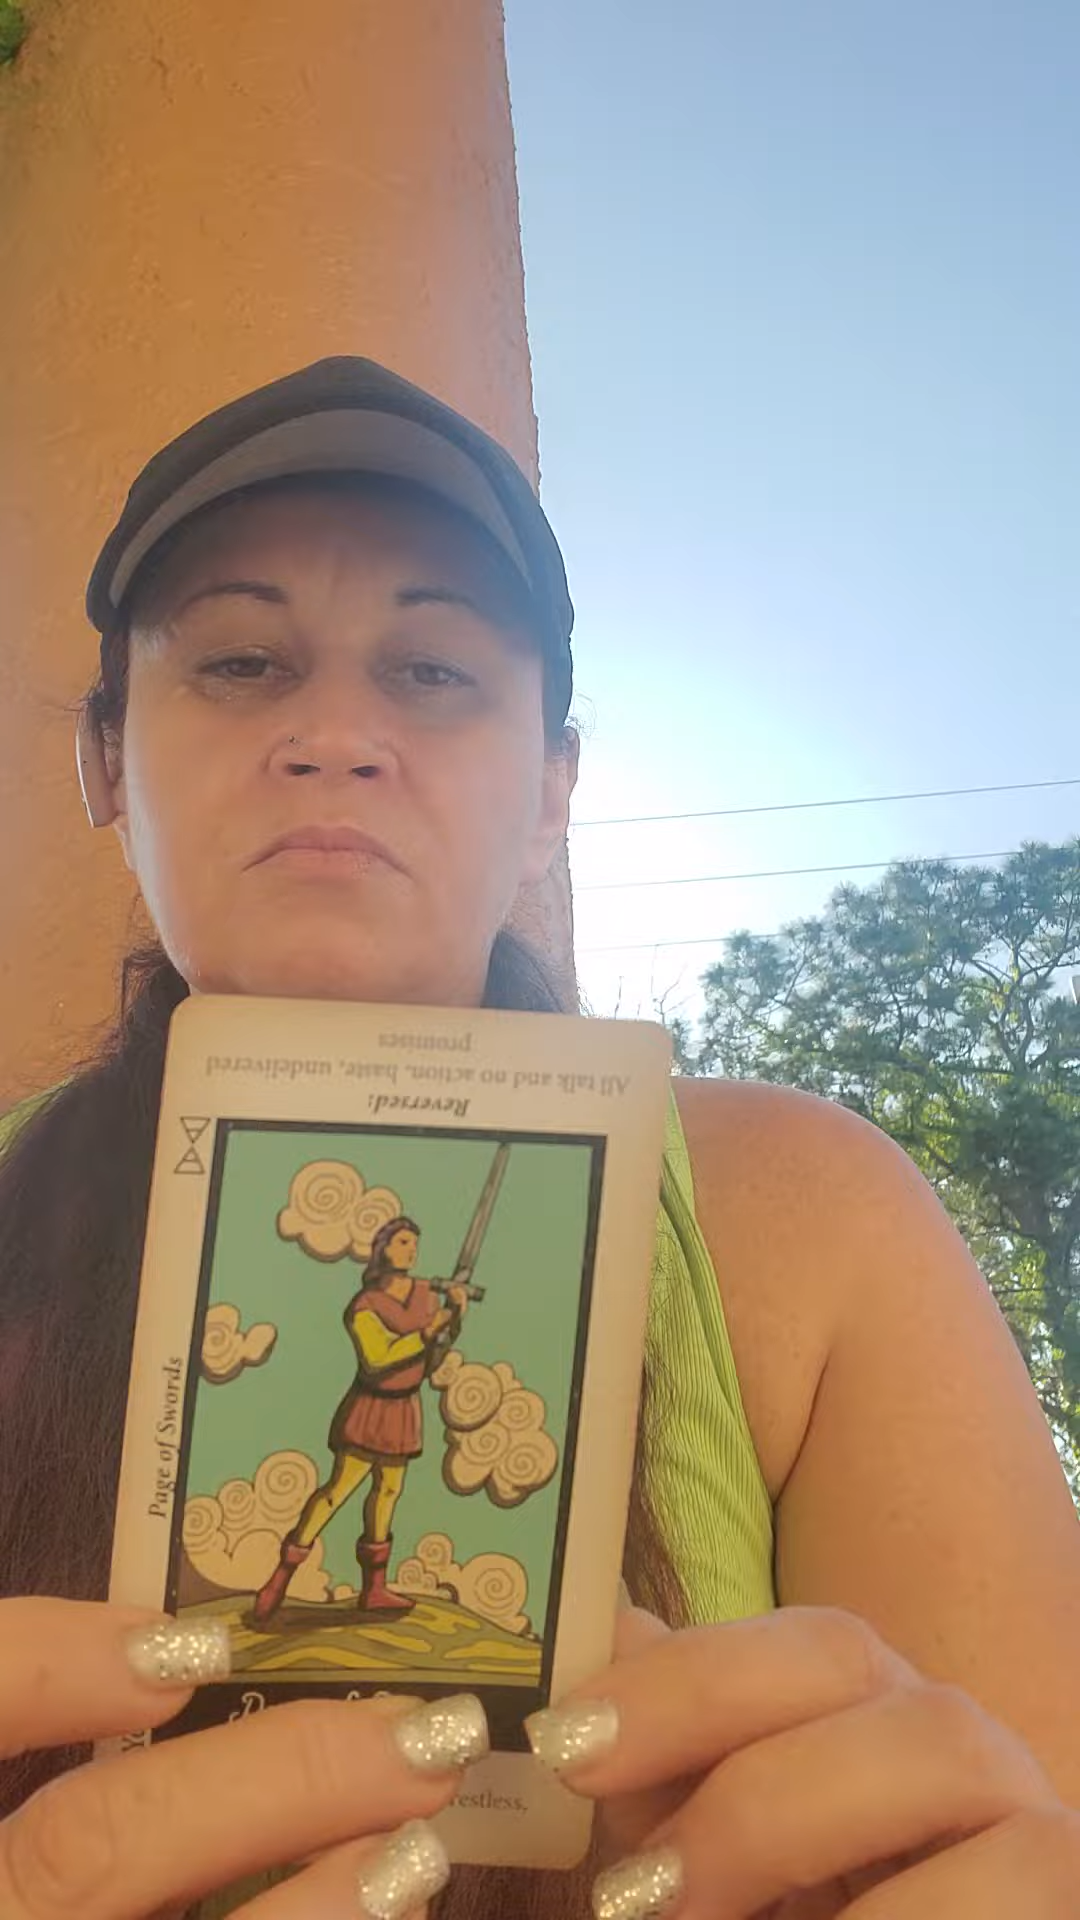 promises
All talk and no action, haste, undelivered
Reversed:
Page of Swords
restless,